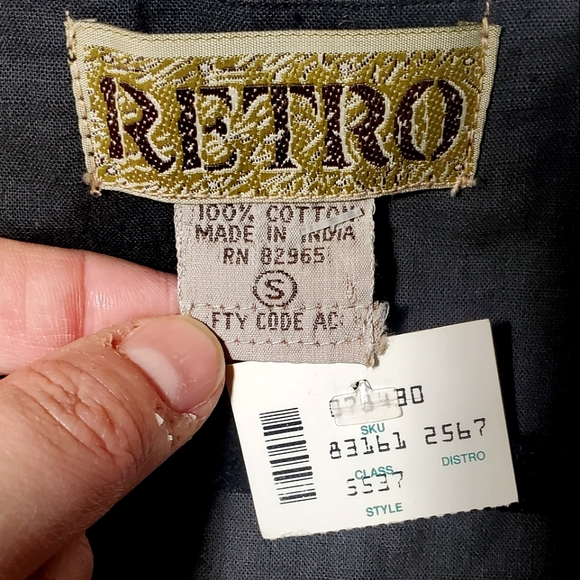 RETRO
100% COTTON
MADE IN INDIA
RN 82965
S
FTY CODE AC
SKU
83161 2567
CLASS DISTRO
5537
STYLE